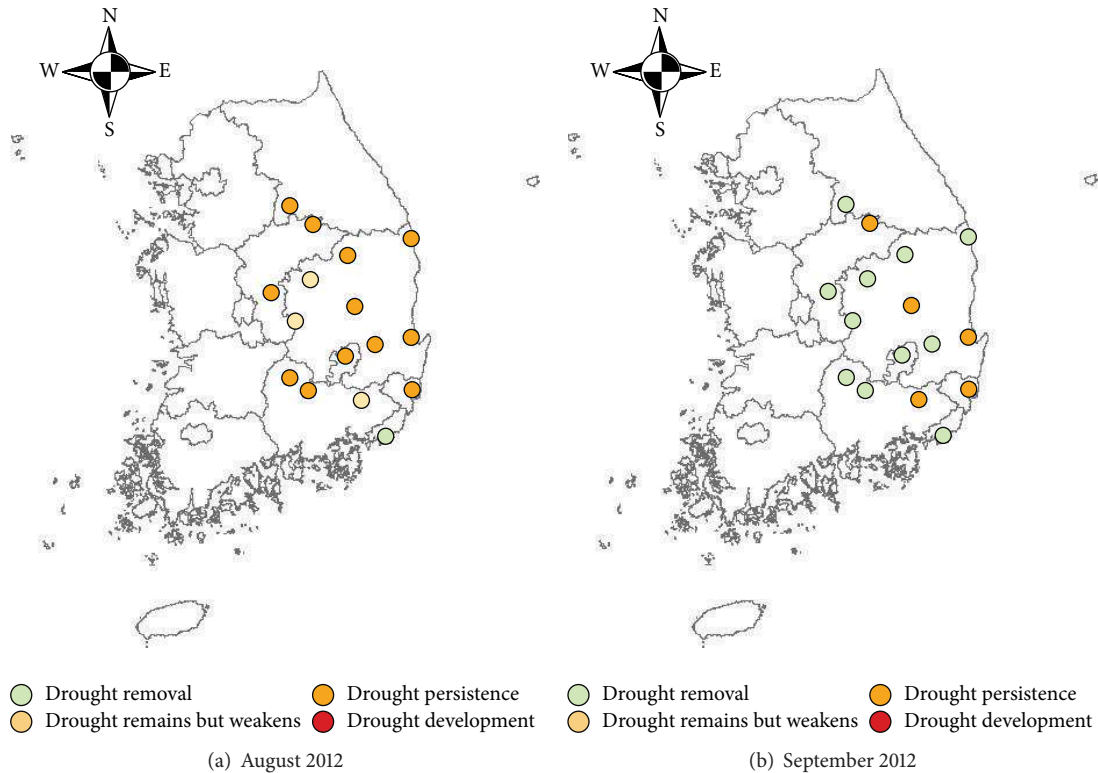 N
W E
S
N
W E
S
Drought removal
Drought persistence
Drought remains but weakens
Drought development
(a) August 2012
Drought removal
Drought persistence
Drought remains but weakens
Drought development
(b) September 2012